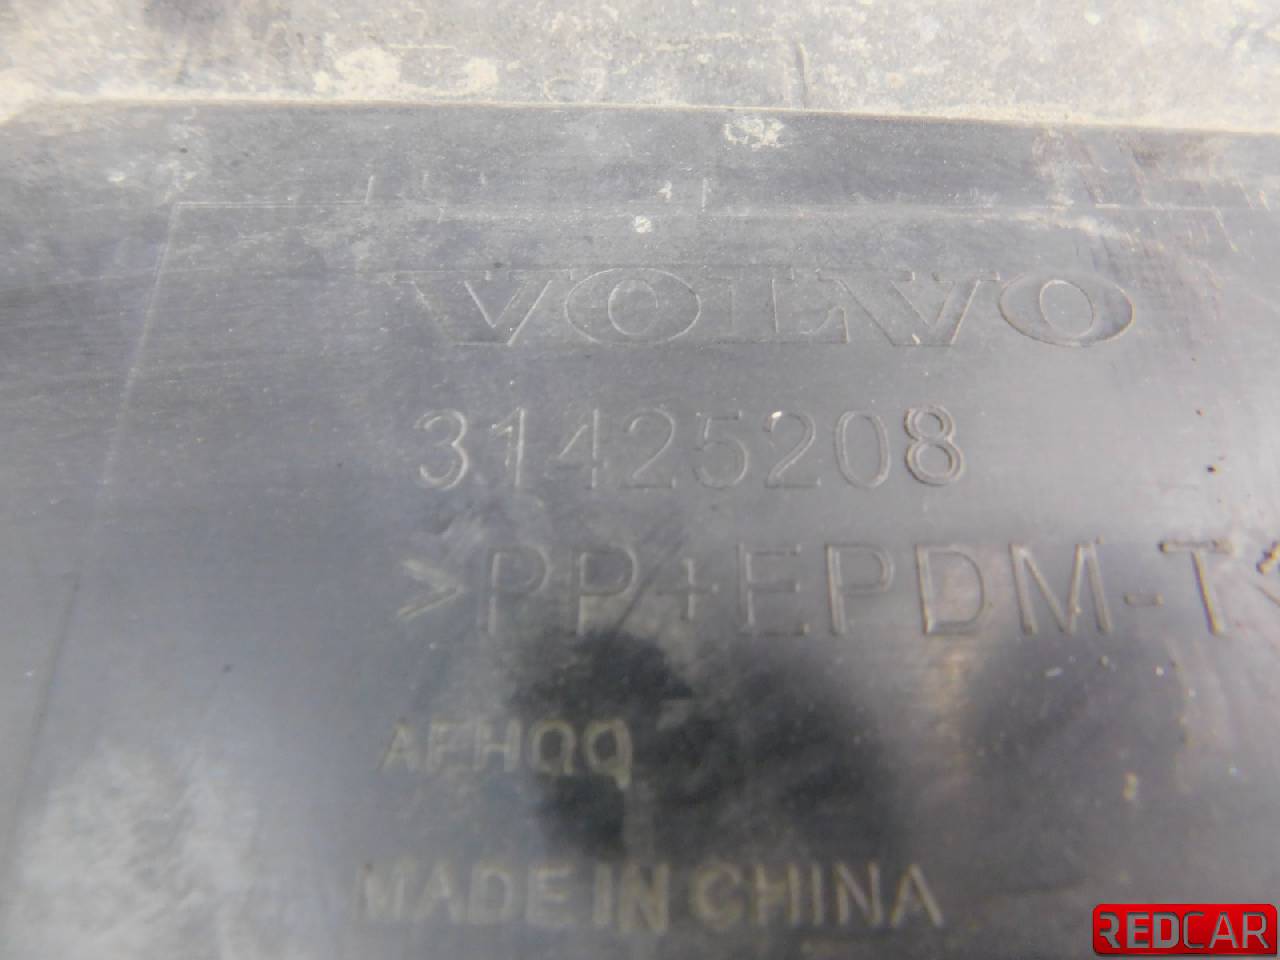 VOLVO
31425208
>PP+EPDM-T
AFHQQ
MADE IN CHINA
REDCAR